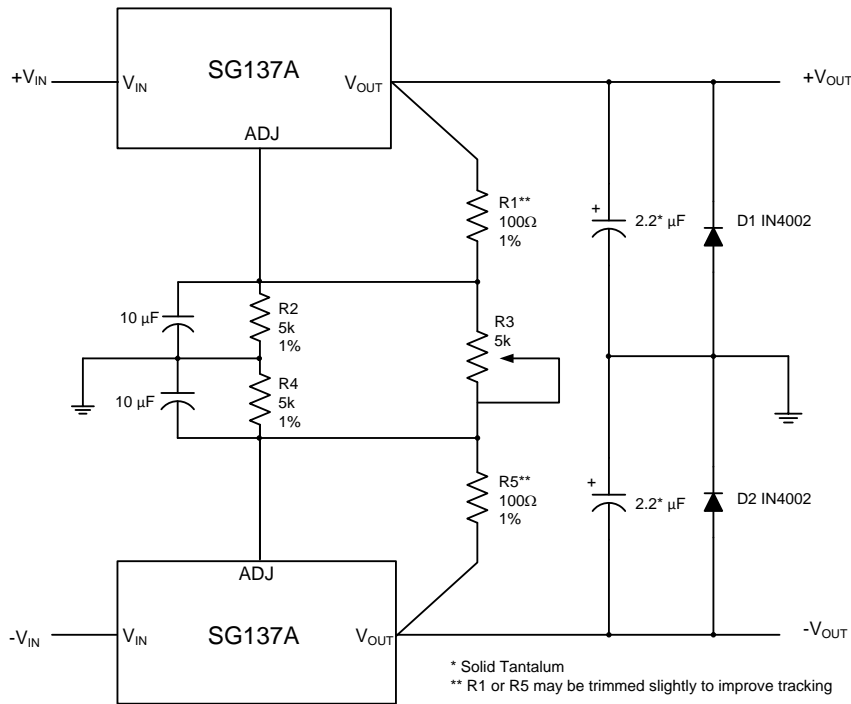 SG137A
+VIN
VIN
VOUT
+VOUT
ADJ
R1**
100Ω
1%
+
2.2* µF
D1 IN4002
10 µF
R2
5k
1%
R3
5k
10 µF
R4
5k
1%
R5**
100Ω
1%
+
2.2* µF
D2 IN4002
ADJ
-VIN
VIN
SG137A
VOUT
-VOUT
* Solid Tantalum
** R1 or R5 may be trimmed slightly to improve tracking